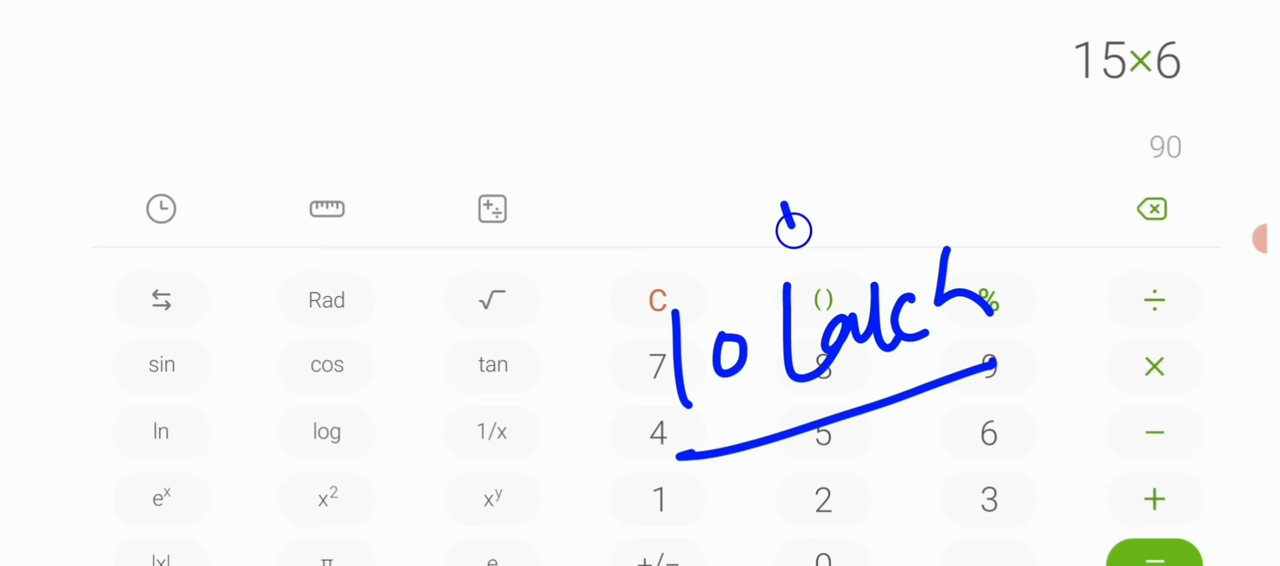 15×6
90
Rad √ C () % ÷
sin cos tan 7 8 9 ×
10 Lakh
ln log 1/x 4 5 6 −
eˣ x² xʸ 1 2 3 +
|x| π e +/− 0 =